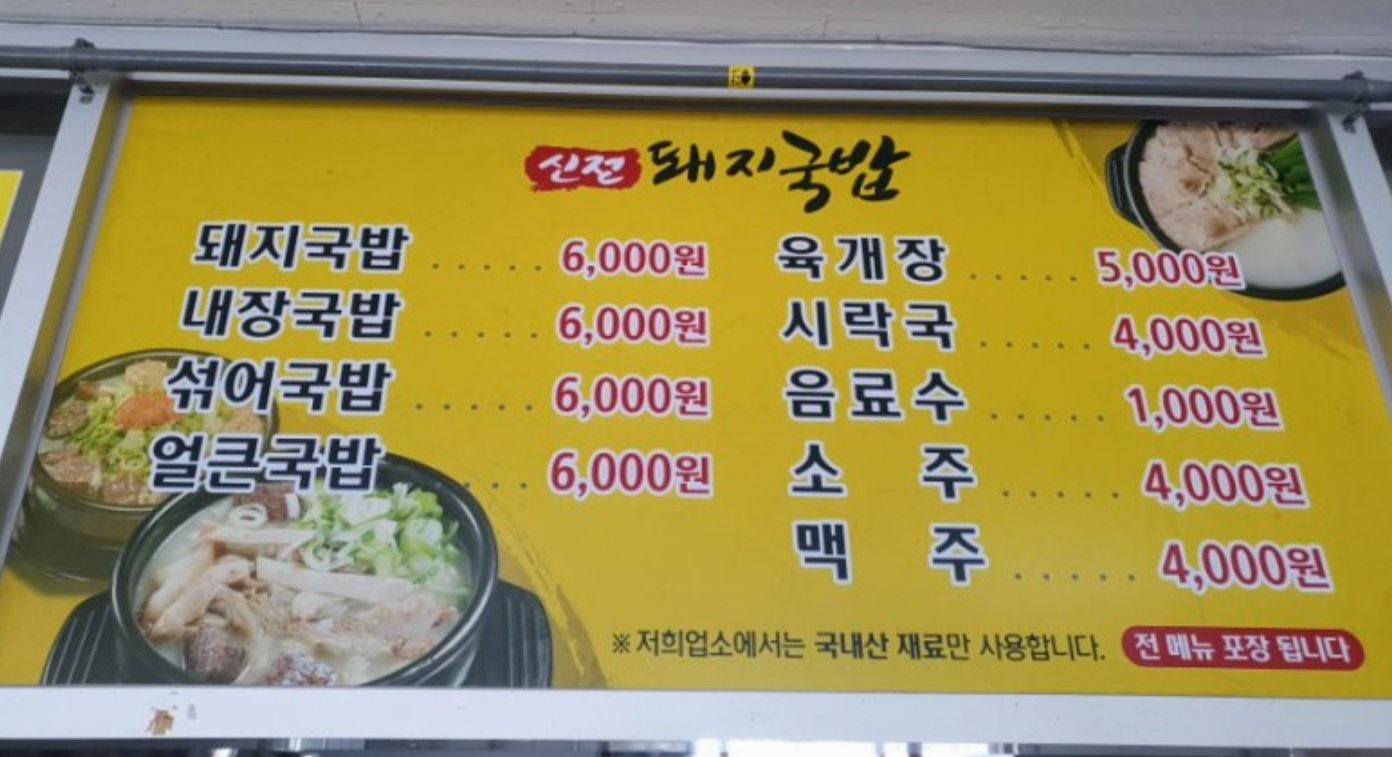 신전 돼지국밥
돼지국밥 ..... 6,000원
내장국밥 ..... 6,000원
섞어국밥 ..... 6,000원
얼큰국밥 .... 6,000원
육개장 ..... 5,000원
시락국 ..... 4,000원
음료수 ..... 1,000원
소 주 ..... 4,000원
맥 주 ..... 4,000원
※ 저희업소에서는 국내산 재료만 사용합니다. 전 메뉴 포장 됩니다